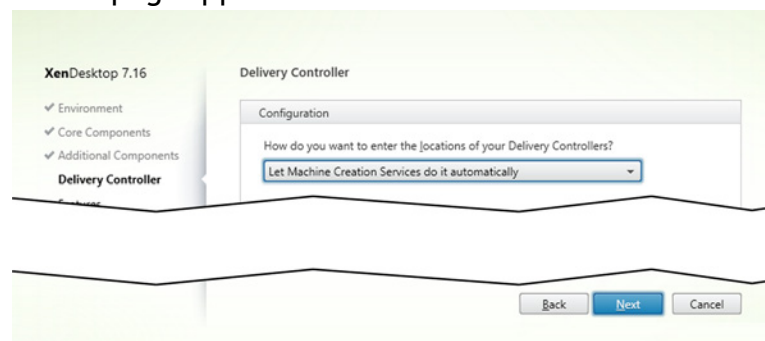 XenDesktop 7.16
Delivery Controller
✔ Environment
✔ Core Components
✔ Additional Components
Delivery Controller
Configuration
How do you want to enter the locations of your Delivery Controllers?
Let Machine Creation Services do it automatically
Back Next Cancel